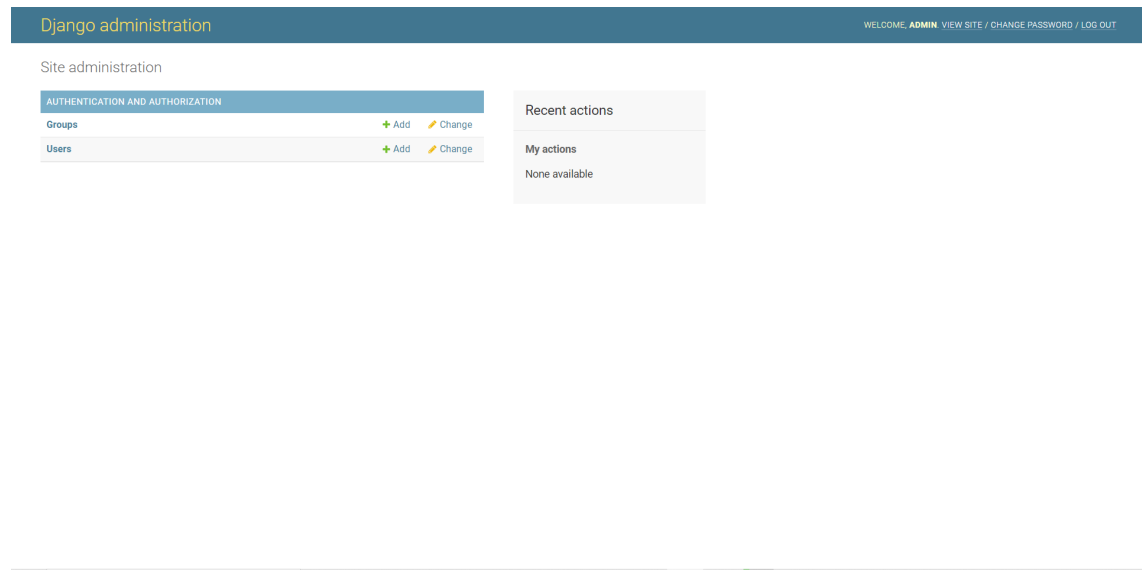 Django administration
WELCOME, ADMIN. VIEW SITE / CHANGE PASSWORD / LOG OUT
Site administration
AUTHENTICATION AND AUTHORIZATION
Groups Add Change
Users Add Change
Recent actions
My actions
None available